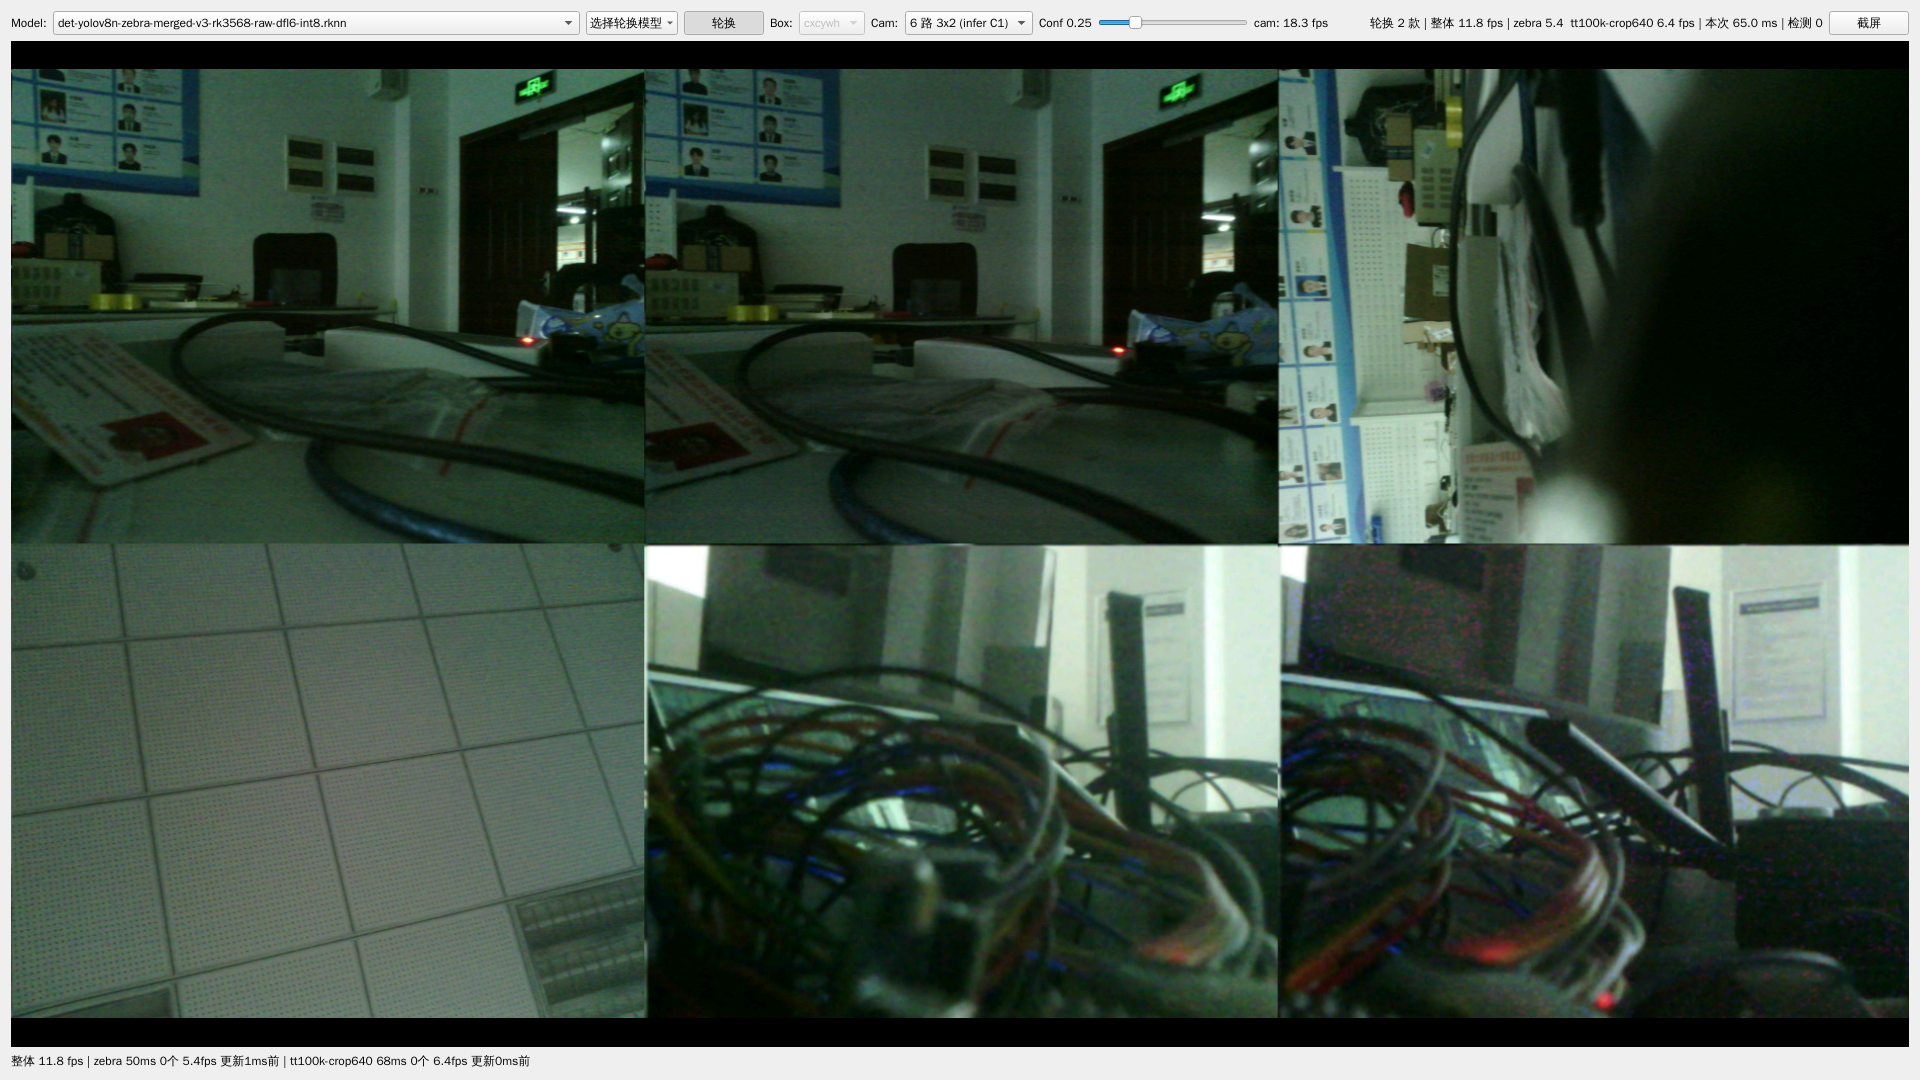 Model: det-yolov8n-zebra-merged-v3-rk3568-raw-dfl6-int8.rknn 选择轮换模型 轮换 Box: cxcywh Cam: 6 路 3x2 (infer C1) Conf 0.25 cam: 18.3 fps 轮换 2 款 | 整体 11.8 fps | zebra 5.4 tt100k-crop640 6.4 fps | 本次 65.0 ms | 检测 0 截屏
整体 11.8 fps | zebra 50ms 0个 5.4fps 更新1ms前 | tt100k-crop640 68ms 0个 6.4fps 更新0ms前